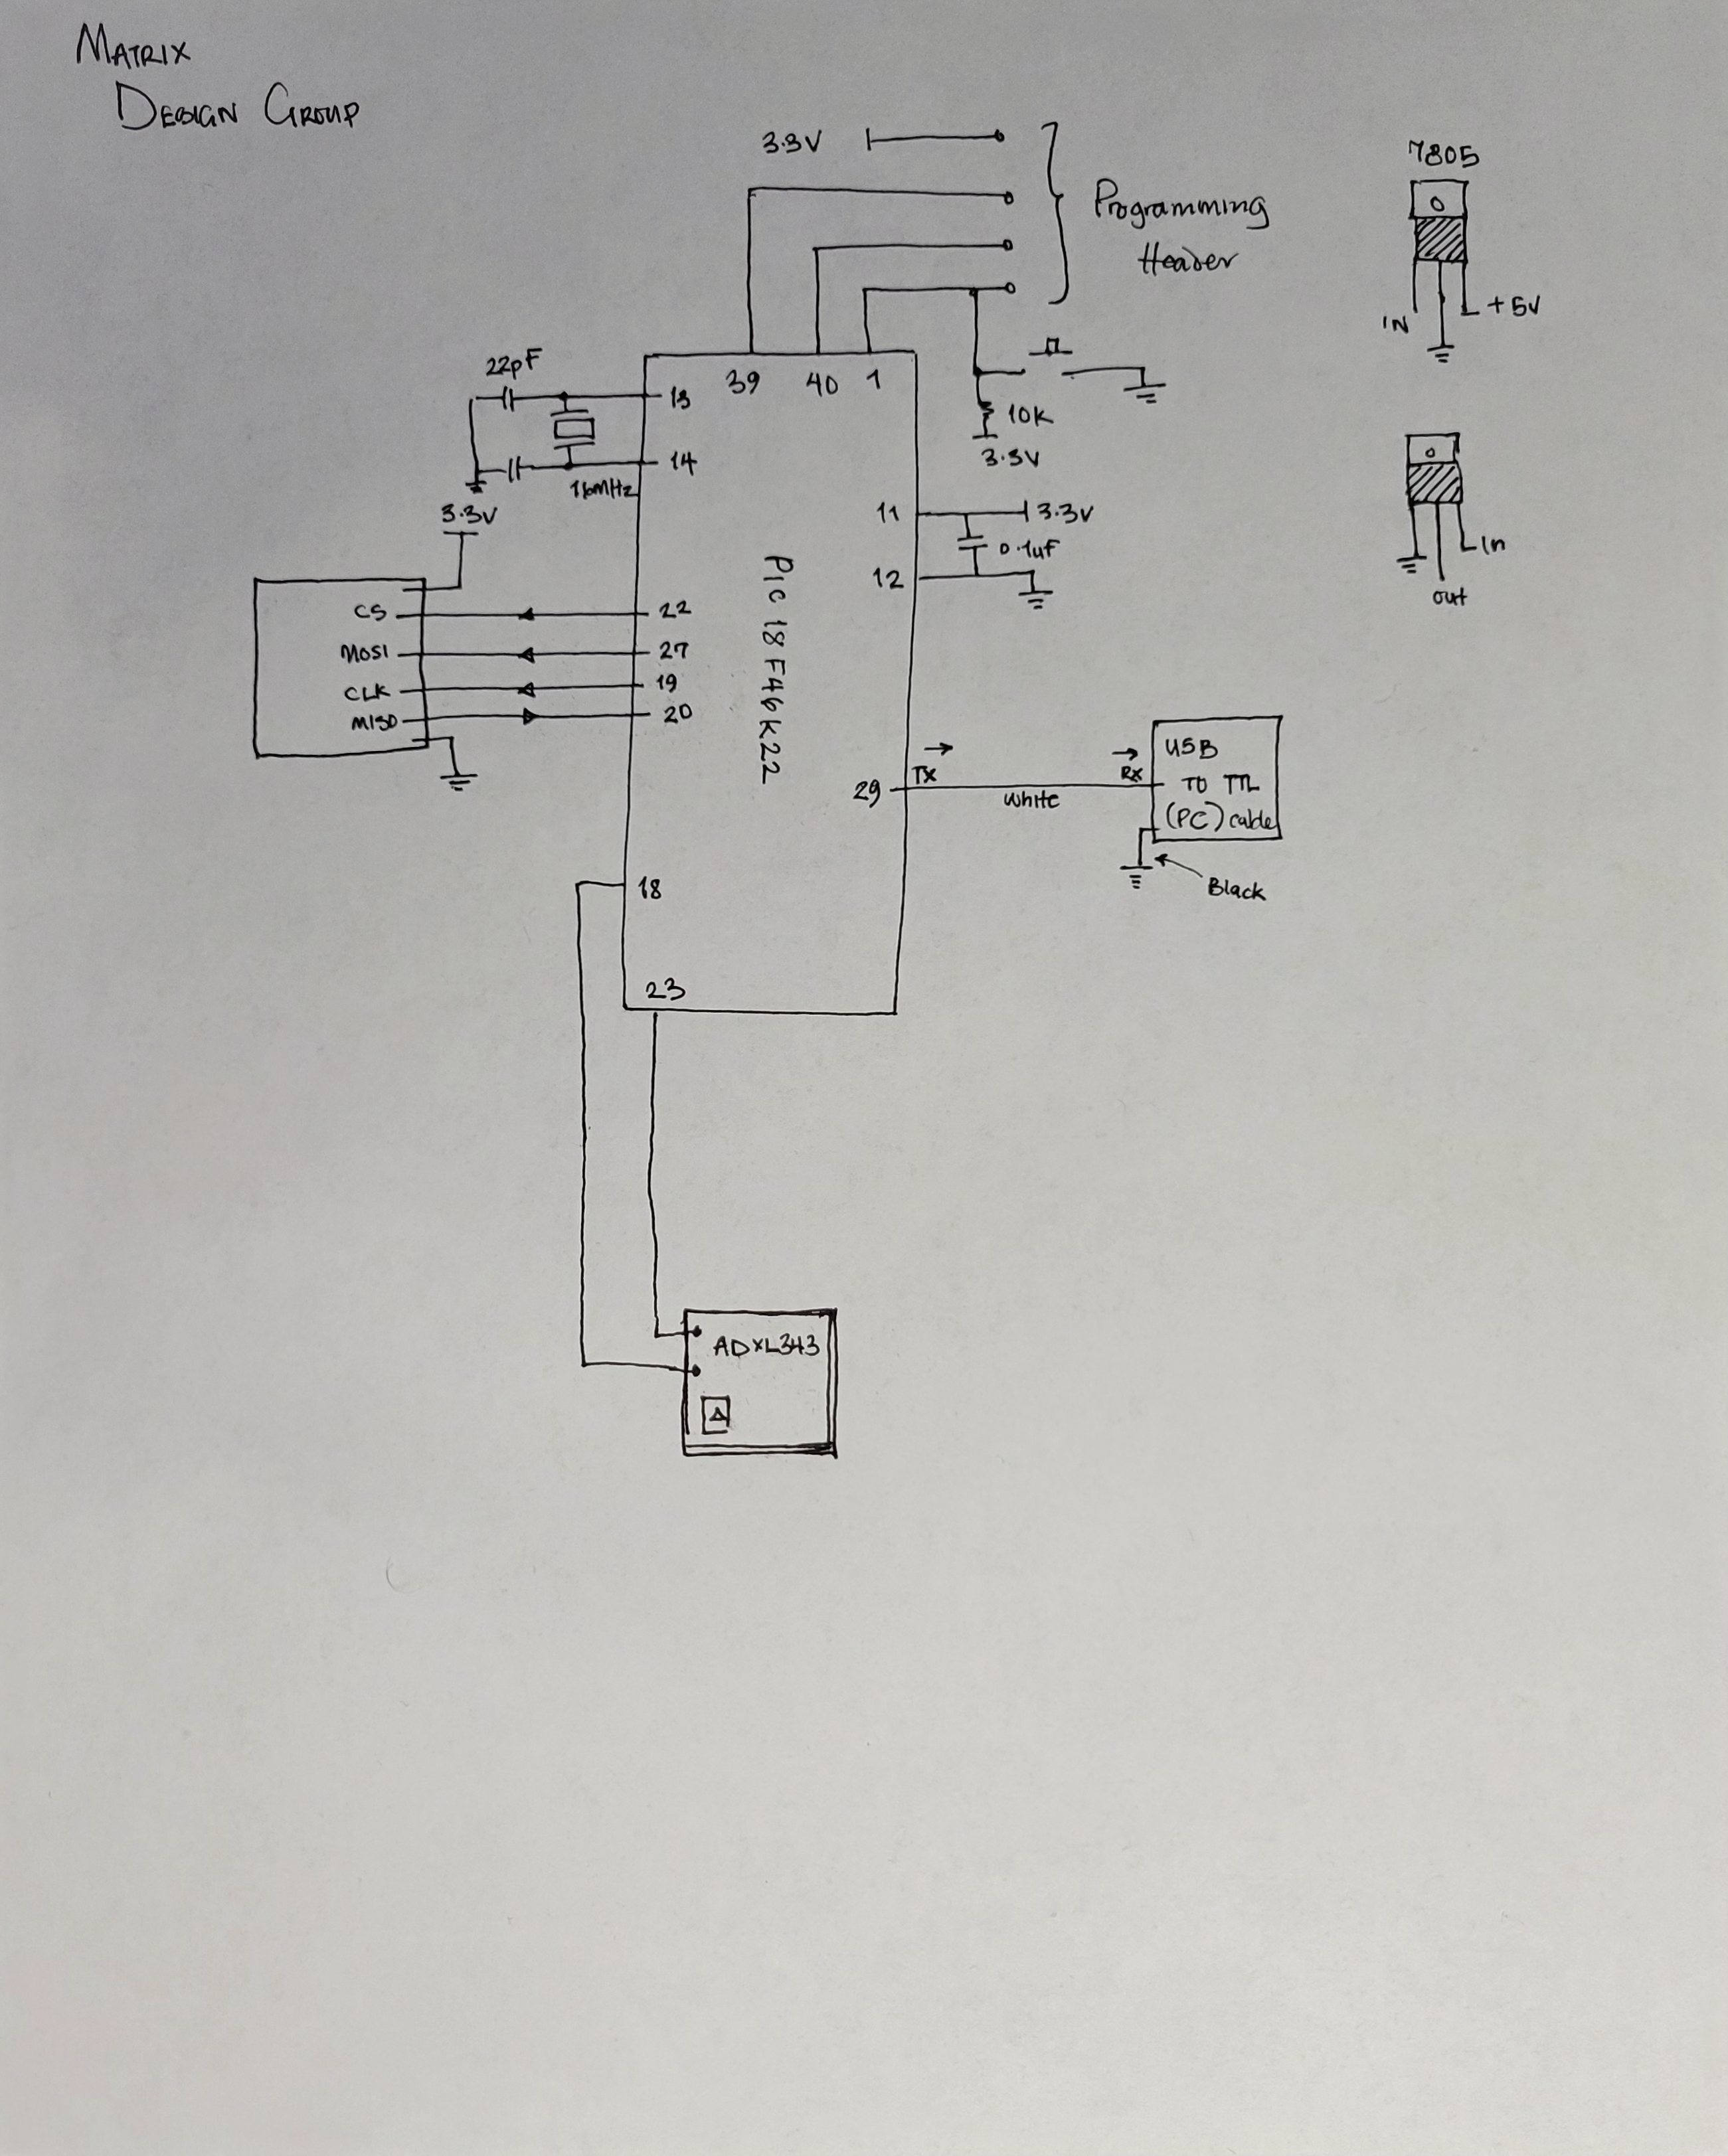 MATRIX
DESIGN GROUP
3.3V
Programming
Header
7805
IN
+5V
22pF
16MHz
13
14
39
40
1
10K
3.3V
In
out
3.3V
11
3.3V
0.1uF
12
PIC 18F46K22
CS
22
MOSI
27
CLK
19
MISO
20
29
TX
White
RX
USB
TO TTL
(PC) cable
Black
18
23
ADXL343